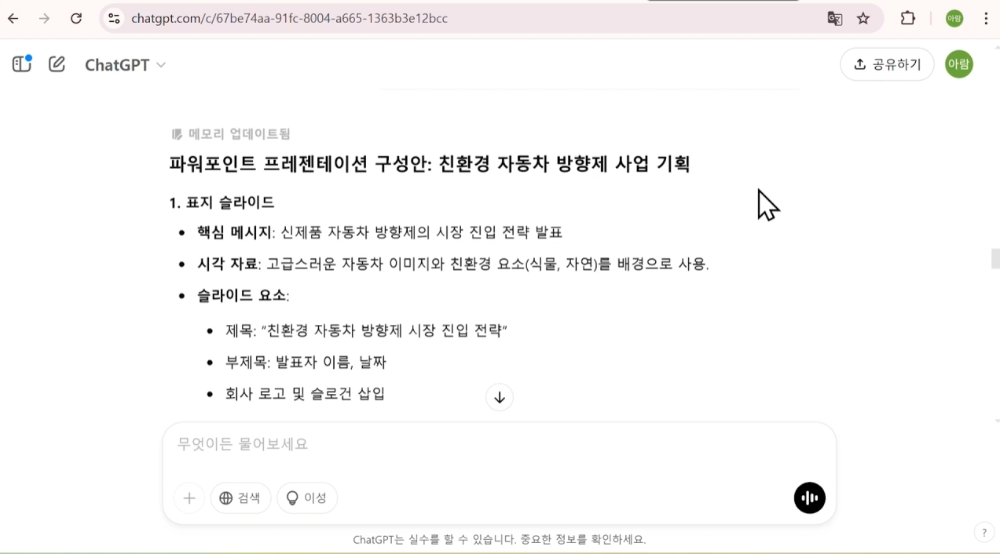 chatgpt.com/c/67be74aa-91fc-8004-a665-1363b3e12bcc
아람
ChatGPT
공유하기
아람
메모리 업데이트됨
파워포인트 프레젠테이션 구성안: 친환경 자동차 방향제 사업 기획
1. 표지 슬라이드
• 핵심 메시지: 신제품 자동차 방향제의 시장 진입 전략 발표
• 시각 자료: 고급스러운 자동차 이미지와 친환경 요소(식물, 자연)를 배경으로 사용.
• 슬라이드 요소:
• 제목: "친환경 자동차 방향제 시장 진입 전략"
• 부제목: 발표자 이름, 날짜
• 회사 로고 및 슬로건 삽입
무엇이든 물어보세요
검색
이성
ChatGPT는 실수를 할 수 있습니다. 중요한 정보를 확인하세요.
?